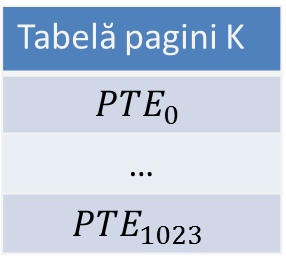 Tabelă pagini K
PTE₀
...
PTE₁₀₂₃